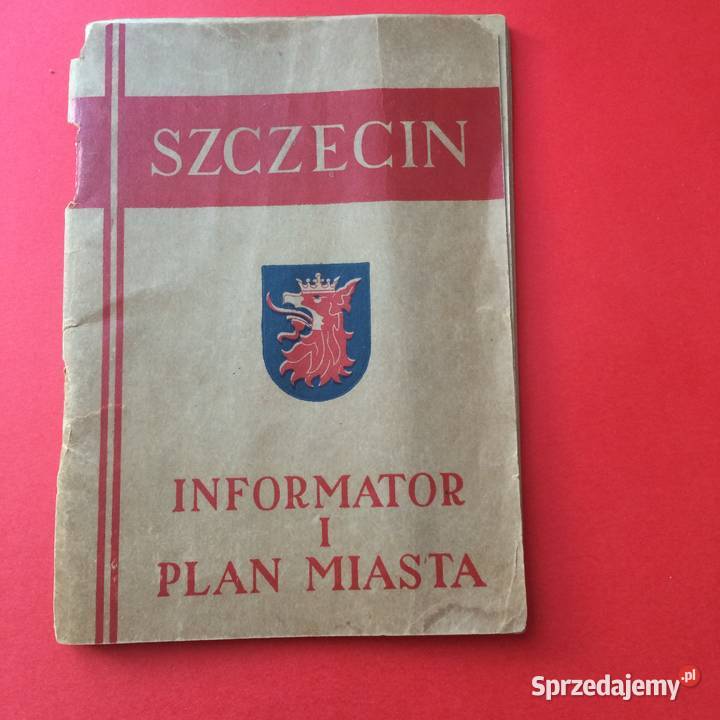 SZCZECIN
INFORMATOR
I
PLAN MIASTA
Sprzedajemy.pl